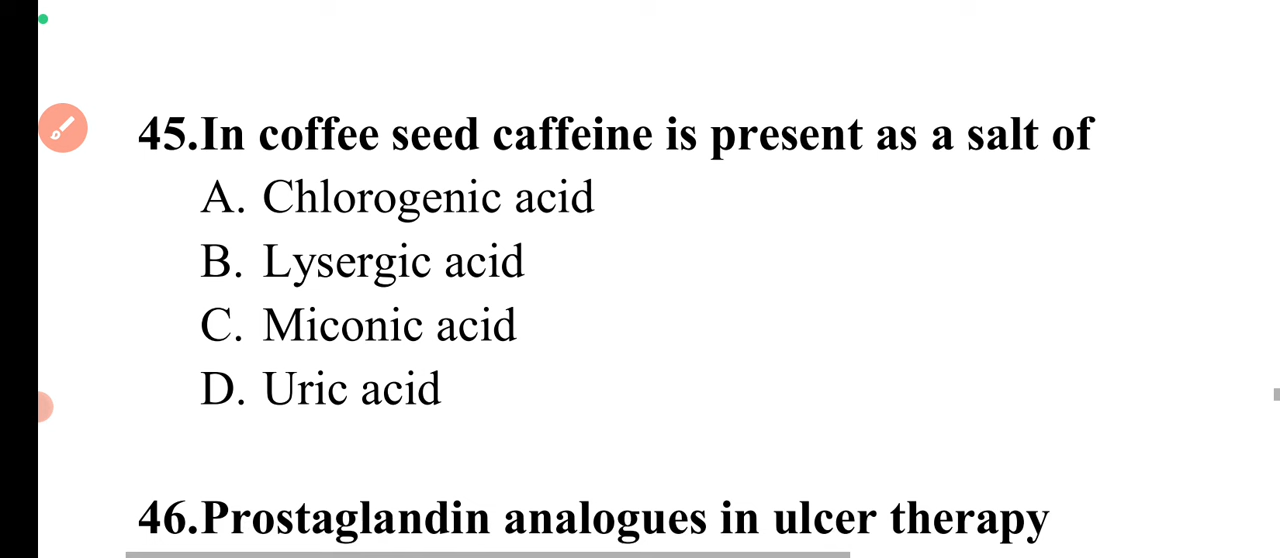 45.In coffee seed caffeine is present as a salt of
A. Chlorogenic acid
B. Lysergic acid
C. Miconic acid
D. Uric acid
46.Prostaglandin analogues in ulcer therapy